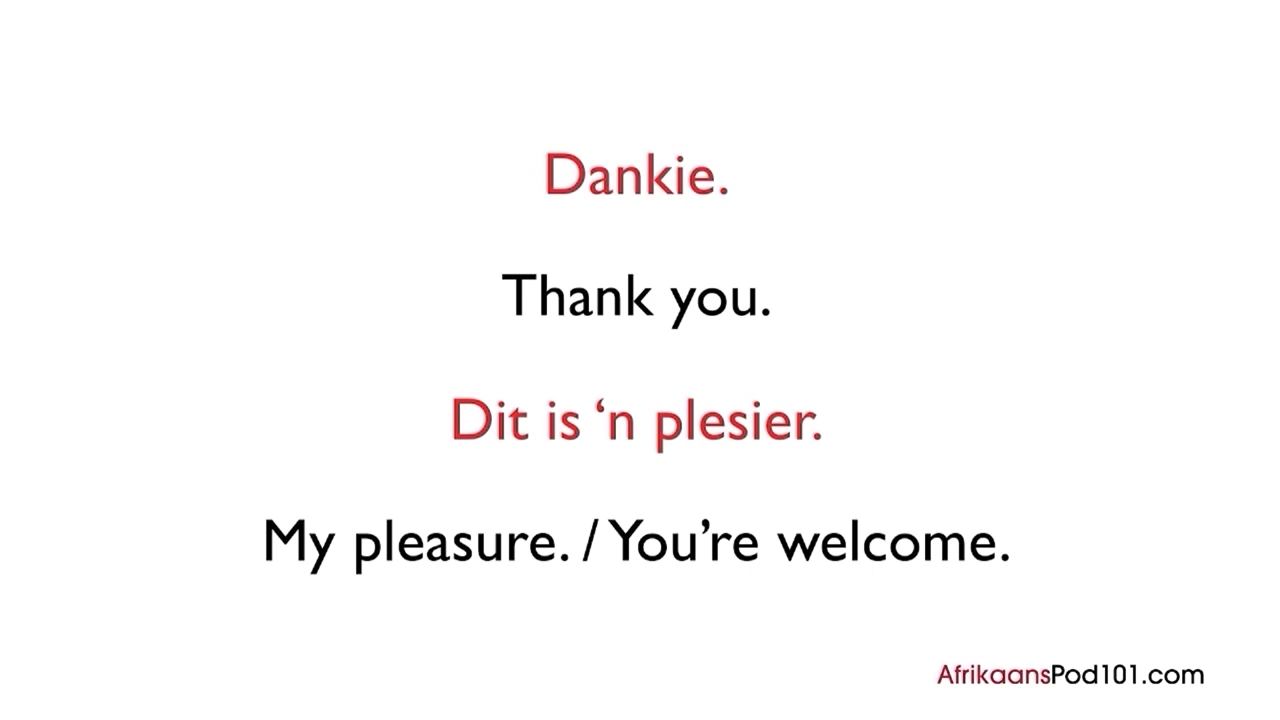 Dankie.
Thank you.
Dit is ‘n plesier.
My pleasure. / You’re welcome.
AfrikaansPod101.com